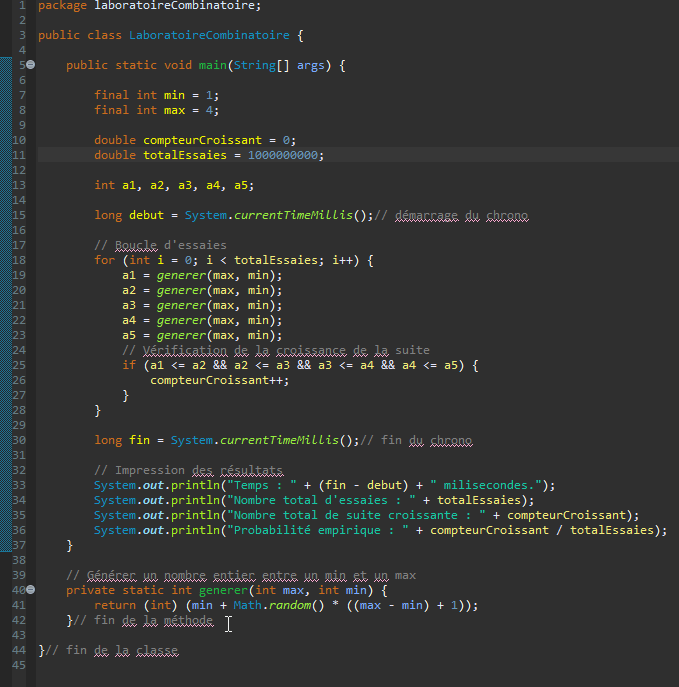 1 package laboratoireCombinatoire;
2
3 public class LaboratoireCombinatoire {
4
5 public static void main(String[] args) {
6
7 final int min = 1;
8 final int max = 4;
9
10 double compteurCroissant = 0;
11 double totalEssaies = 1000000000;
12
13 int a1, a2, a3, a4, a5;
14
15 long debut = System.currentTimeMillis();// démarrage du chrono
16
17 // Boucle d'essaies
18 for (int i = 0; i < totalEssaies; i++) {
19 a1 = generer(max, min);
20 a2 = generer(max, min);
21 a3 = generer(max, min);
22 a4 = generer(max, min);
23 a5 = generer(max, min);
24 // Vérification de la croissance de la suite
25 if (a1 <= a2 && a2 <= a3 && a3 <= a4 && a4 <= a5) {
26 compteurCroissant++;
27 }
28 }
29
30 long fin = System.currentTimeMillis();// fin du chrono
31
32 // Impression des résultats
33 System.out.println("Temps : " + (fin - debut) + " milisecondes.");
34 System.out.println("Nombre total d'essaies : " + totalEssaies);
35 System.out.println("Nombre total de suite croissante : " + compteurCroissant);
36 System.out.println("Probabilité empirique : " + compteurCroissant / totalEssaies);
37 }
38
39 // Générer un nombre entier entre un min et un max
40 private static int generer(int max, int min) {
41 return (int) (min + Math.random() * ((max - min) + 1));
42 }// fin de la méthode
43
44 }// fin de la classe
45